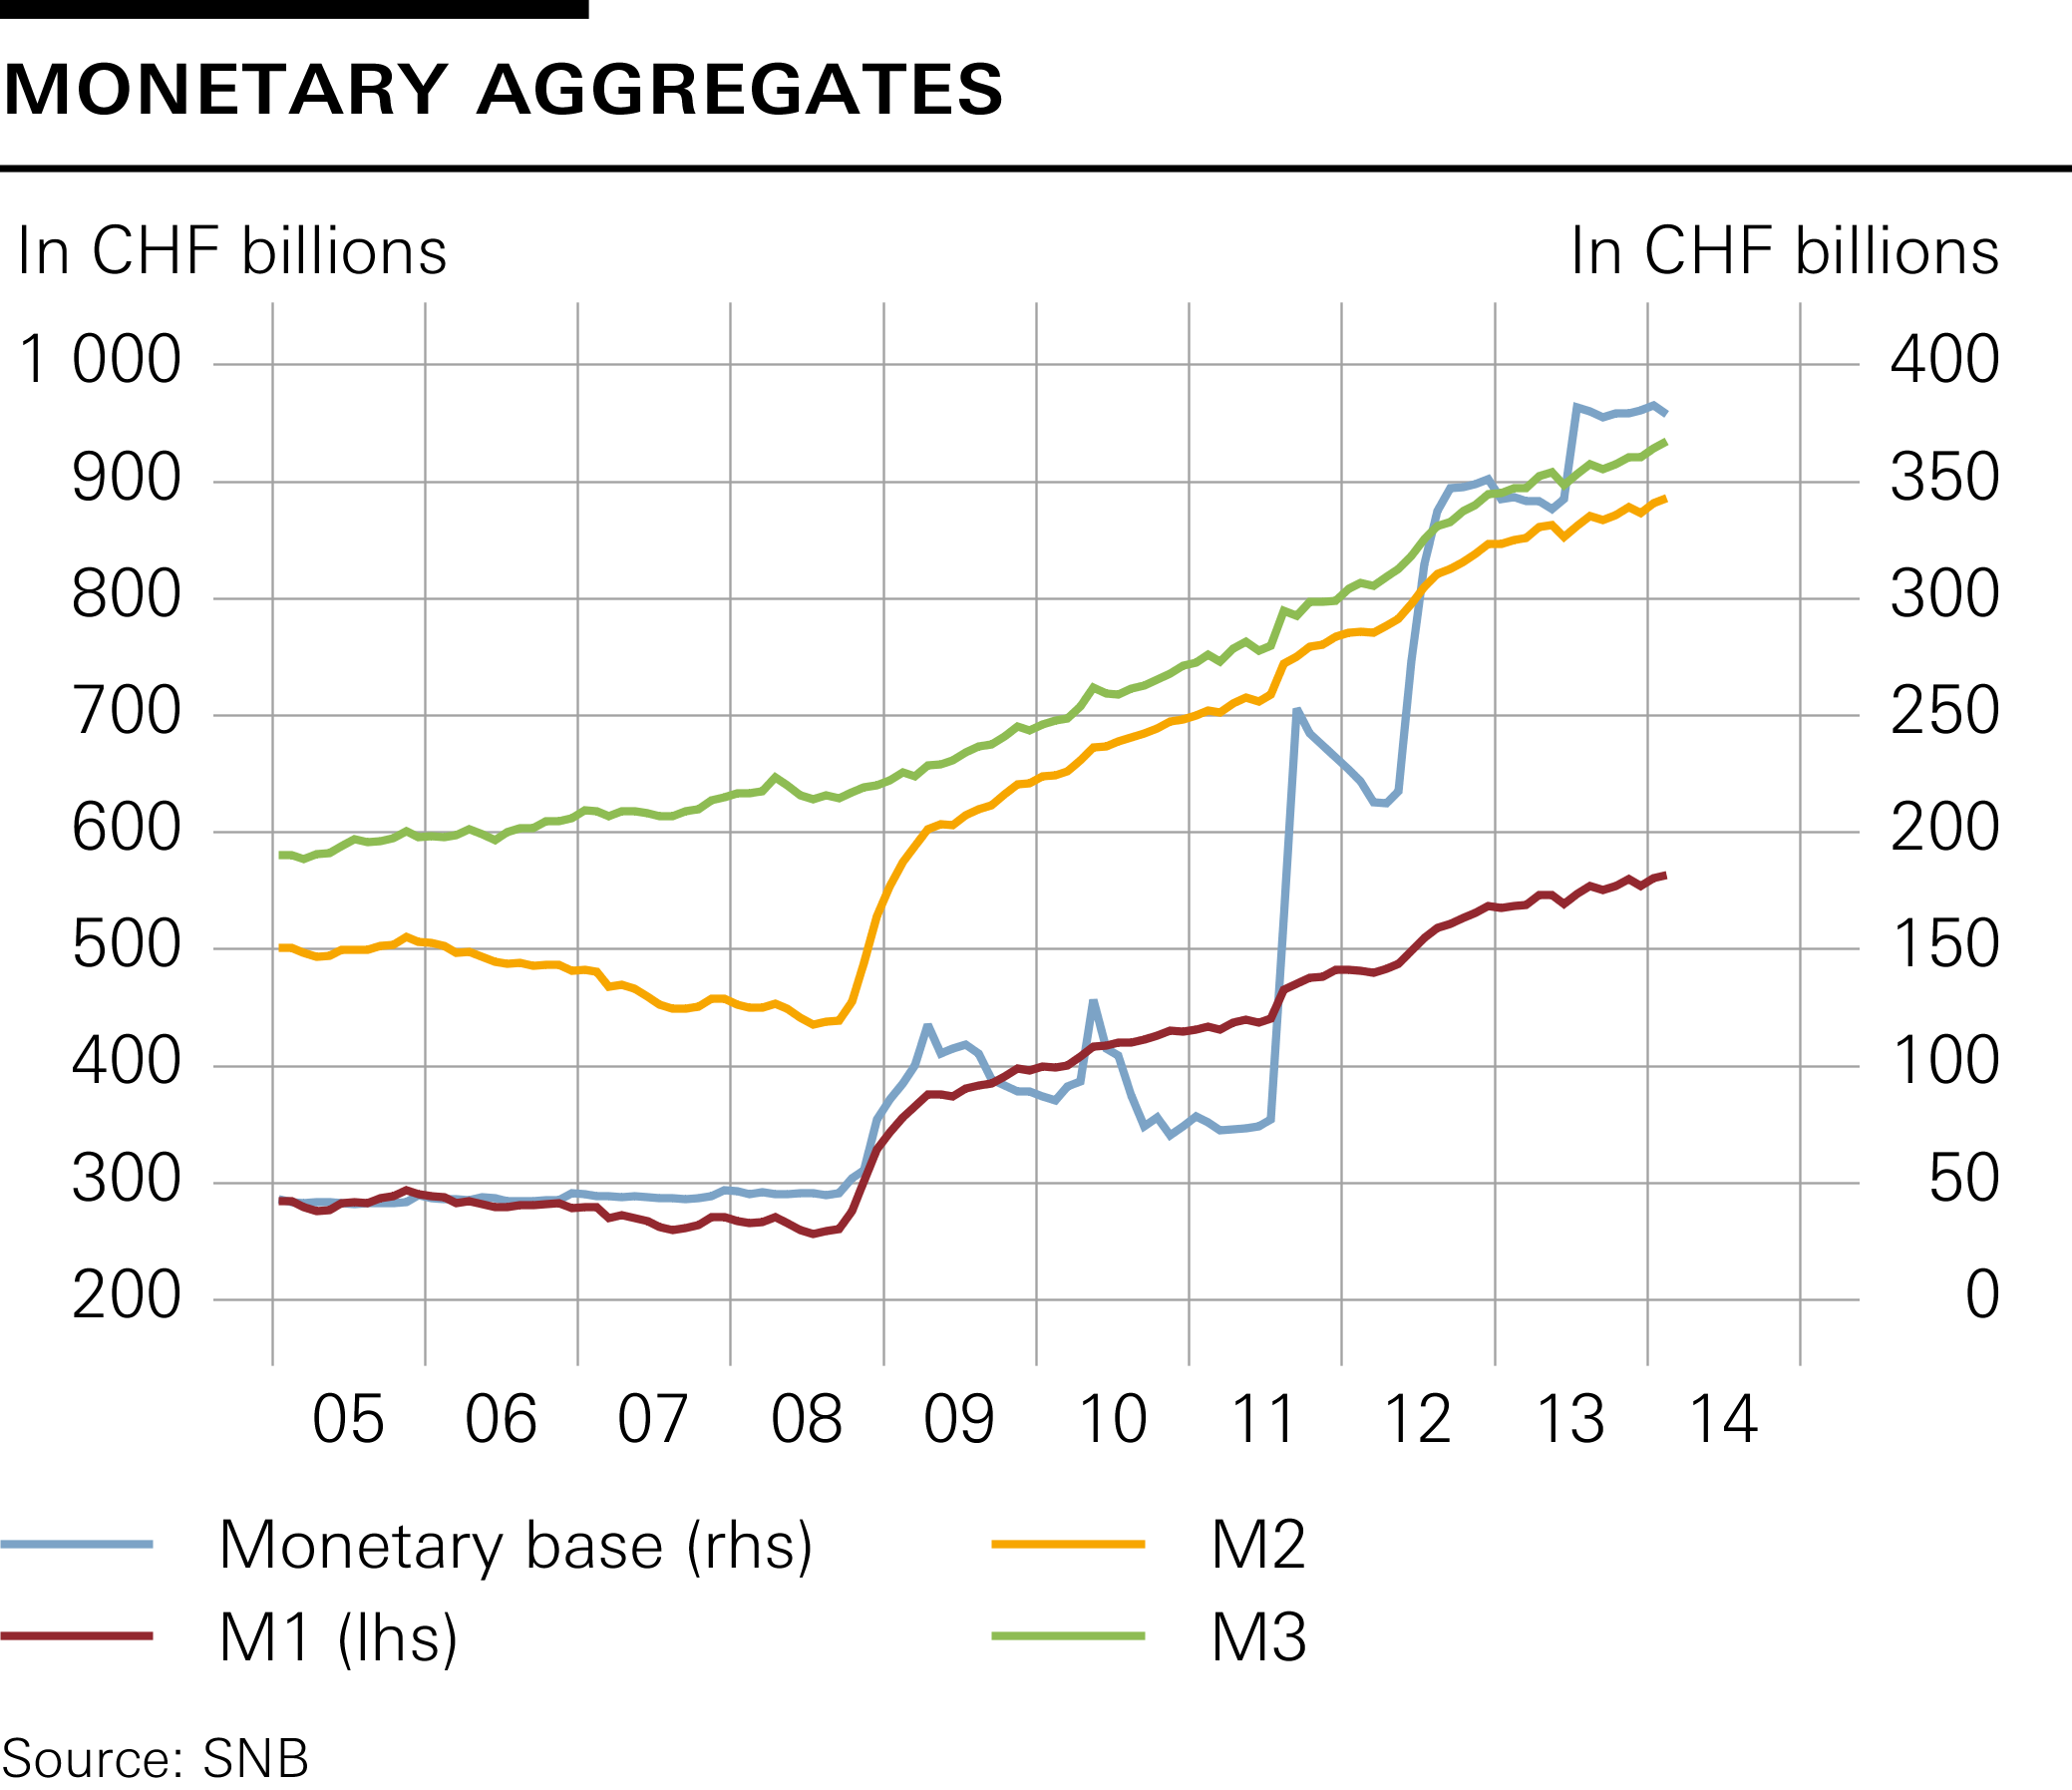 MONETARY AGGREGATES
In CHF billions In CHF billions
1 000 400
900 350
800 300
700 250
600 200
500 150
400 100
300 50
200 0
05 06 07 08 09 10 11 12 13 14
Monetary base (rhs) M2
M1 (lhs) M3
Source: SNB